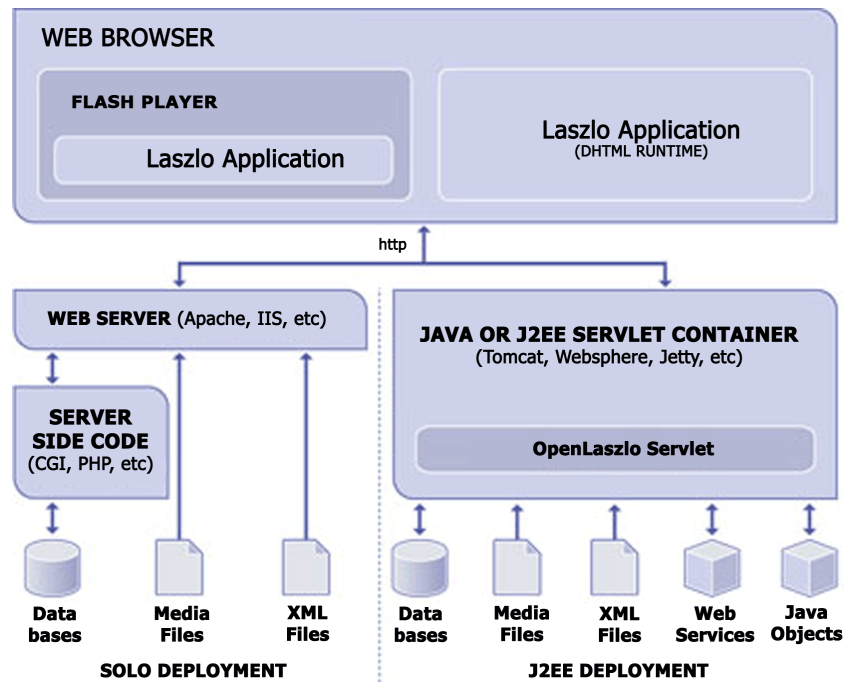 WEB BROWSER
FLASH PLAYER
Laszlo Application
Laszlo Application
(DHTML RUNTIME)
http
WEB SERVER (Apache, IIS, etc)
SERVER
SIDE CODE
(CGI, PHP, etc)
JAVA OR J2EE SERVLET CONTAINER
(Tomcat, Websphere, Jetty, etc)
OpenLaszlo Servlet
Data
bases
Media
Files
XML
Files
Data
bases
Media
Files
XML
Files
Web
Services
Java
Objects
SOLO DEPLOYMENT
J2EE DEPLOYMENT